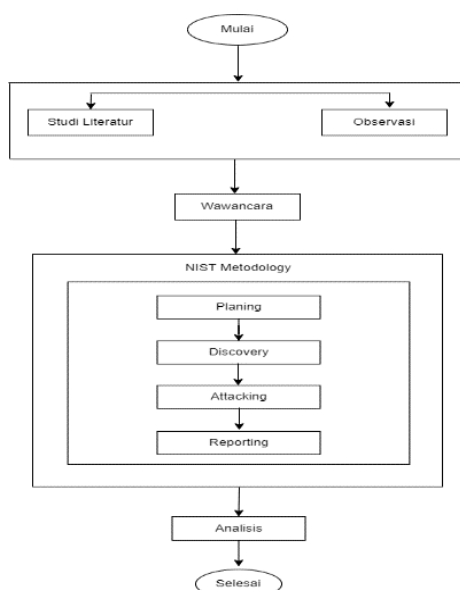 Mulai
Studi Literatur
Observasi
Wawancara
NIST Metodology
Planing
Discovery
Attacking
Reporting
Analisis
Selesai